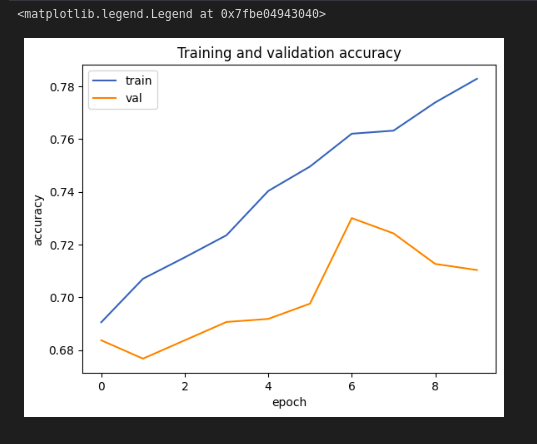 <matplotlib.legend.Legend at 0x7fbe04943040>
Training and validation accuracy
train
val
0.78
0.76
0.74
0.72
0.70
0.68
accuracy
0 2 4 6 8
epoch